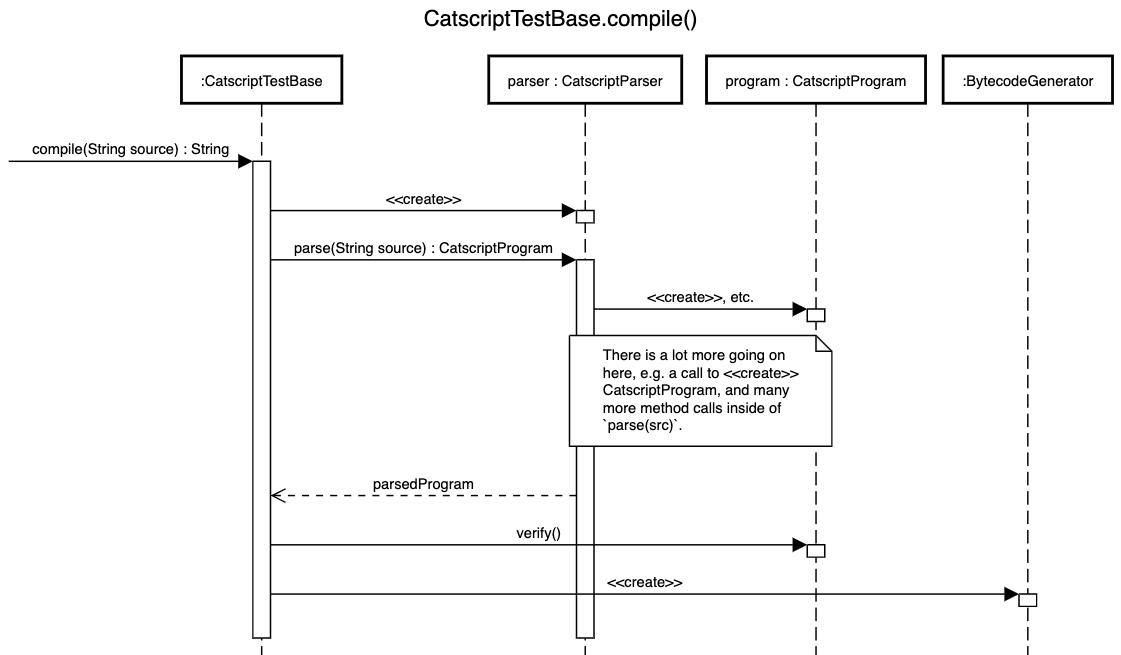 CatscriptTestBase.compile()
:CatscriptTestBase
parser : CatscriptParser
program : CatscriptProgram
:BytecodeGenerator
compile(String source) : String
<<create>>
parse(String source) : CatscriptProgram
<<create>>, etc.
There is a lot more going on
here, e.g. a call to <<create>>
CatscriptProgram, and many
more method calls inside of
`parse(src)`.
parsedProgram
verify()
<<create>>